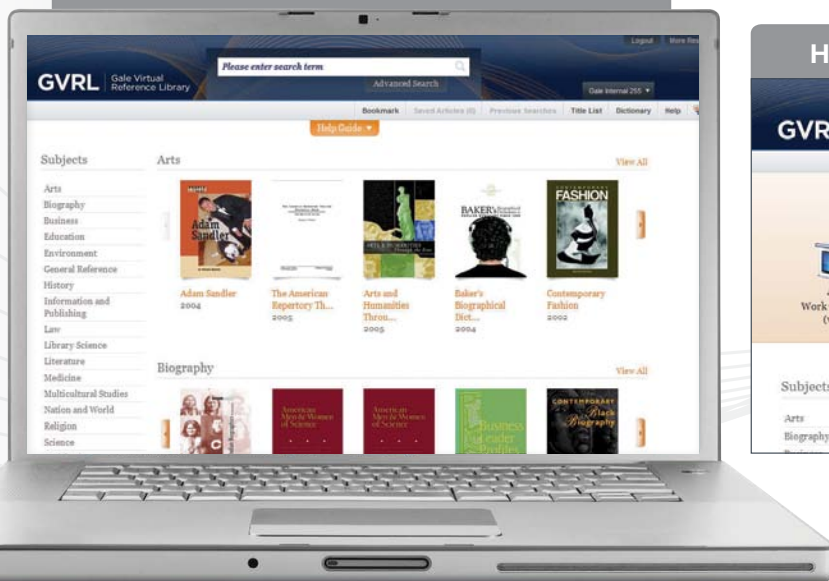 Logout
GVRL
Gale Virtual
Reference Library
Please enter search term
Advanced Search
Gale Internal 255
Bookmark
Saved Articles (0)
Previous Searches
Title List
Dictionary
Help
Help Guide
Subjects
Arts
Biography
Business
Education
Environment
General Reference
History
Information and
Publishing
Law
Library Science
Literature
Medicine
Multicultural Studies
Nation and World
Religion
Science
Arts
View All
Adam
Sandler
ARTS & HUMANITIES
Through the Eras
BAKER'S
CONTEMPORARY
FASHION
Adam Sandler
2004
The American
Repertory Th...
2005
Arts and
Humanities
Throu...
2005
Baker's
Biographical
Dict...
2004
Contemporary
Fashion
2002
Biography
View All
American
Men & Women
of Science
American
Men & Women
of Science
Business
Leader
Profiles
CONTEMPORARY
Black
Biography
H
GVR
Work
Subjects
Arts
Biography